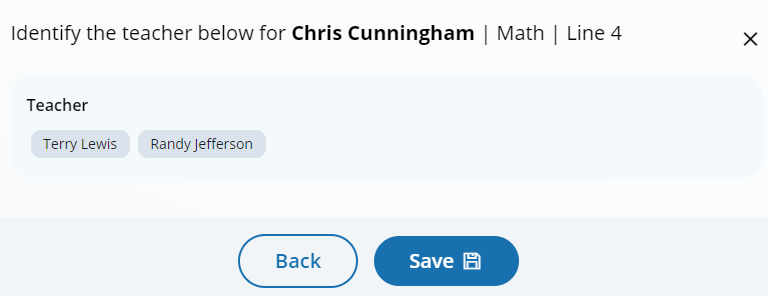 Identify the teacher below for Chris Cunningham | Math | Line 4
Teacher
Terry Lewis Randy Jefferson
Back Save